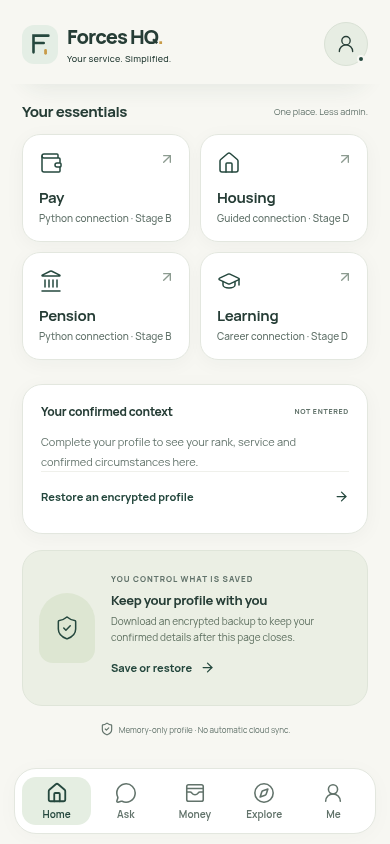 Forces HQ.
Your service. Simplified.
Your essentials
One place. Less admin.
Pay
Python connection · Stage B
Housing
Guided connection · Stage D
Pension
Python connection · Stage B
Learning
Career connection · Stage D
Your confirmed context
NOT ENTERED
Complete your profile to see your rank, service and
confirmed circumstances here.
Restore an encrypted profile
YOU CONTROL WHAT IS SAVED
Keep your profile with you
Download an encrypted backup to keep your
confirmed details after this page closes.
Save or restore
Memory-only profile · No automatic cloud sync.
Home
Ask
Money
Explore
Me